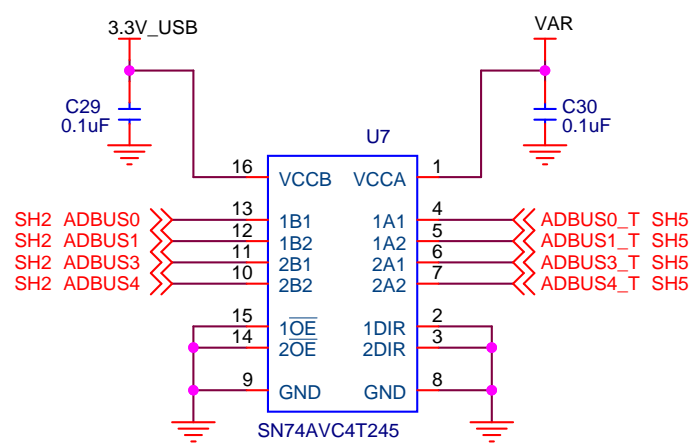 3.3V_USB VAR
C29 C30
0.1uF 0.1uF
U7
16 VCCB VCCA 1
SH2 ADBUS0 13 1B1 1A1 4 ADBUS0_T SH5
SH2 ADBUS1 12 1B2 1A2 5 ADBUS1_T SH5
SH2 ADBUS3 11 2B1 2A1 6 ADBUS3_T SH5
SH2 ADBUS4 10 2B2 2A2 7 ADBUS4_T SH5
15 1OE 1DIR 2
14 2OE 2DIR 3
9 GND GND 8
SN74AVC4T245